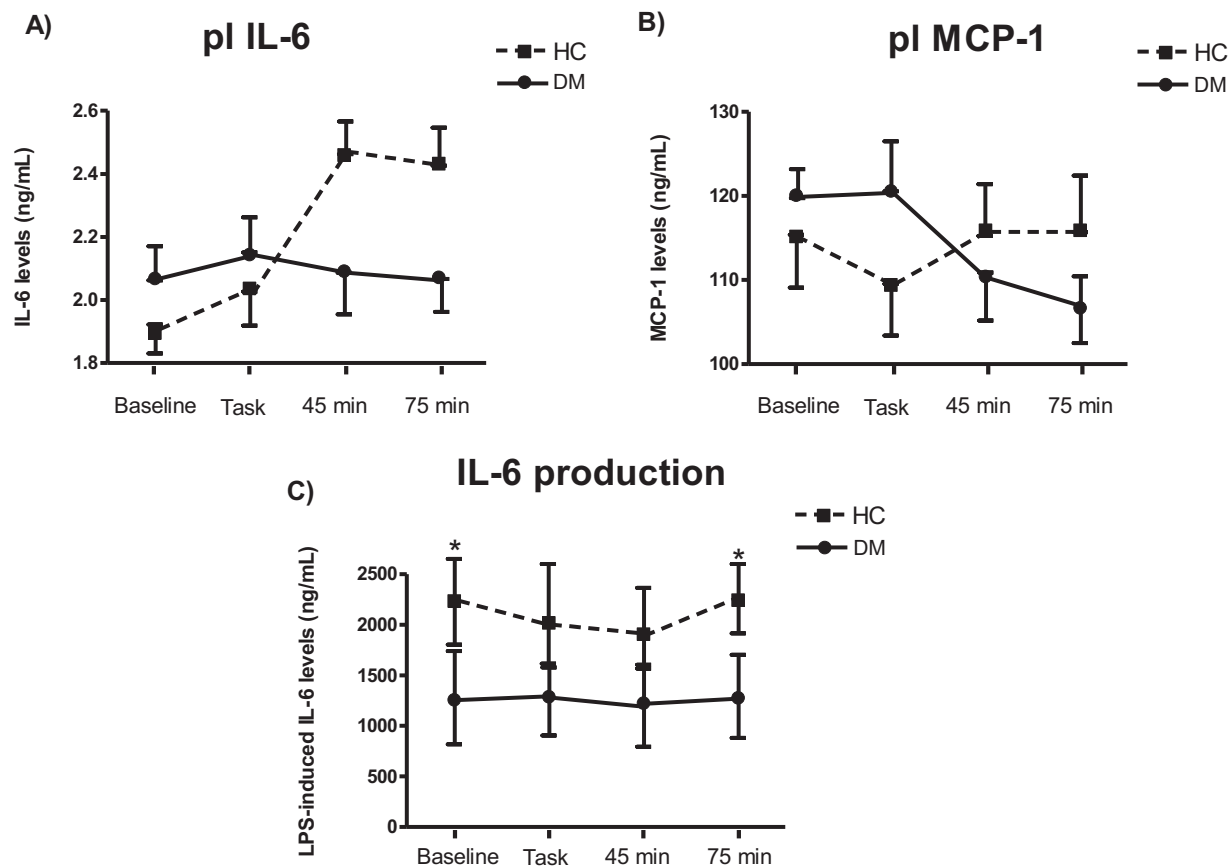 A)
pl IL-6
HC
DM
IL-6 levels (ng/mL)
2.6
2.4
2.2
2.0
1.8
Baseline Task 45 min 75 min
B)
pl MCP-1
HC
DM
MCP-1 levels (ng/mL)
130
120
110
100
Baseline Task 45 min 75 min
C)
IL-6 production
HC
DM
LPS-induced IL-6 levels (ng/mL)
* *
2500
2000
1500
1000
500
0
Baseline Task 45 min 75 min